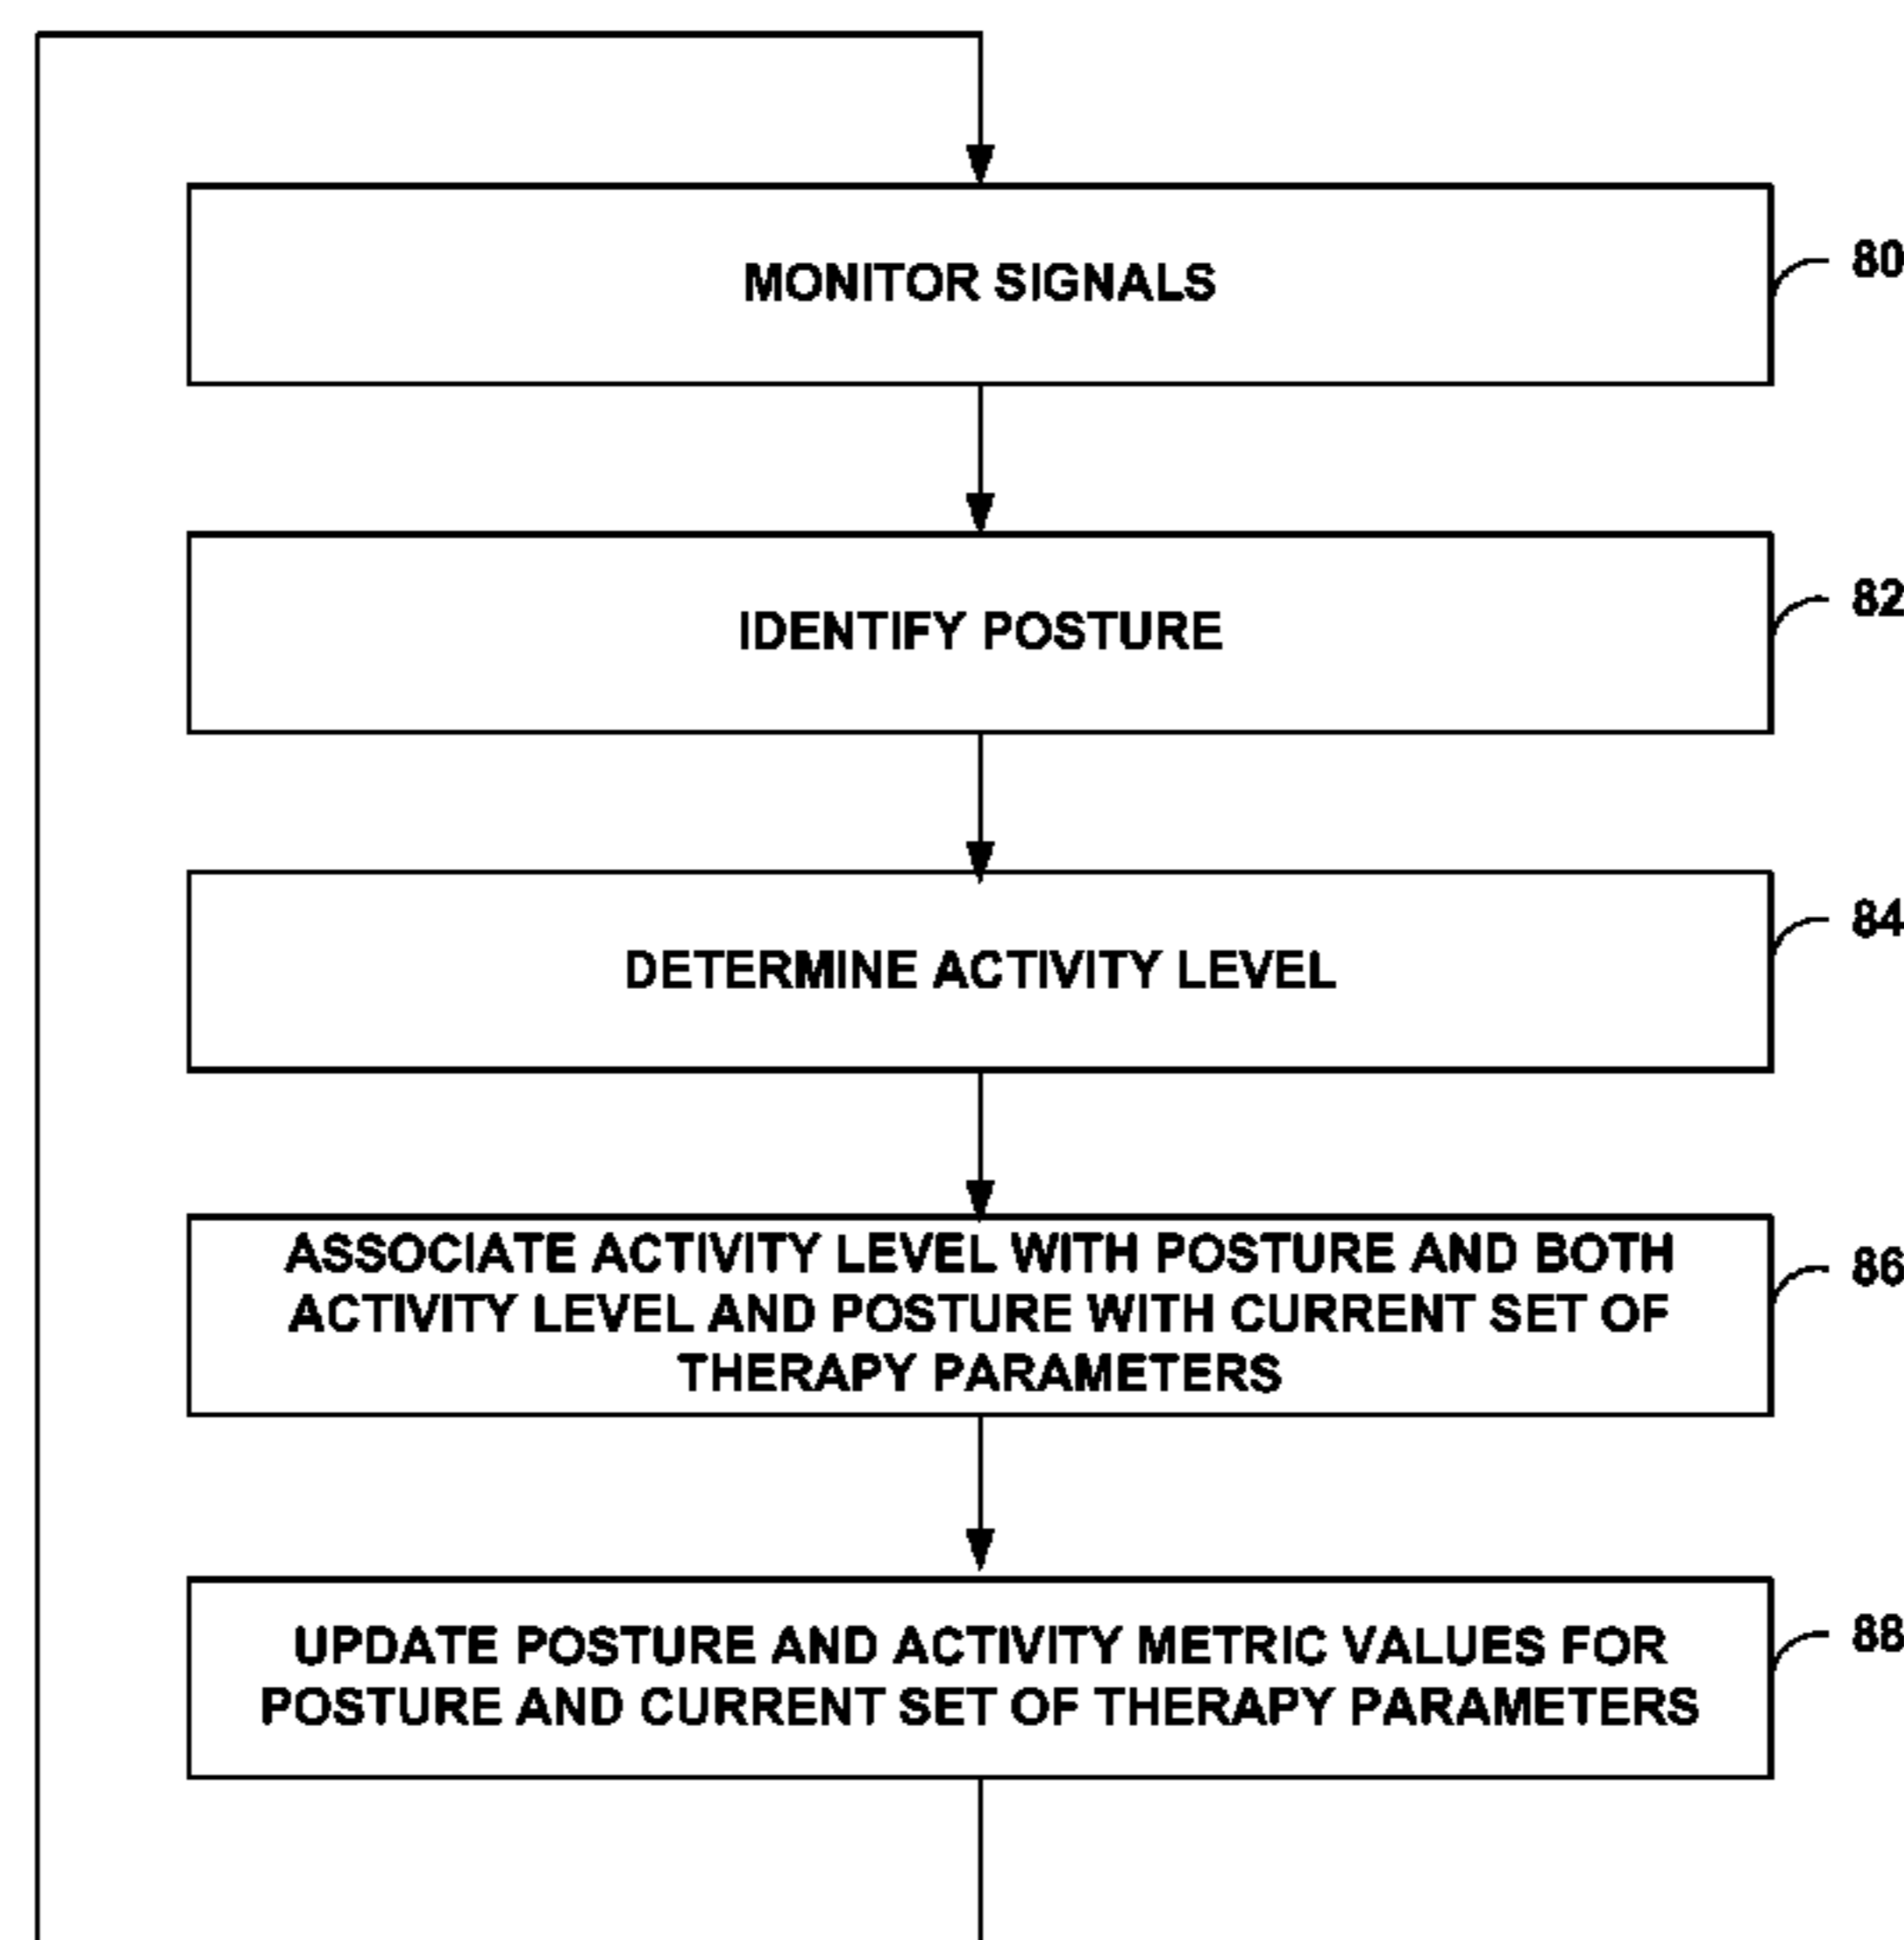 MONITOR SIGNALS
80
IDENTIFY POSTURE
82
DETERMINE ACTIVITY LEVEL
84
ASSOCIATE ACTIVITY LEVEL WITH POSTURE AND BOTH
ACTIVITY LEVEL AND POSTURE WITH CURRENT SET OF
THERAPY PARAMETERS
86
UPDATE POSTURE AND ACTIVITY METRIC VALUES FOR
POSTURE AND CURRENT SET OF THERAPY PARAMETERS
88